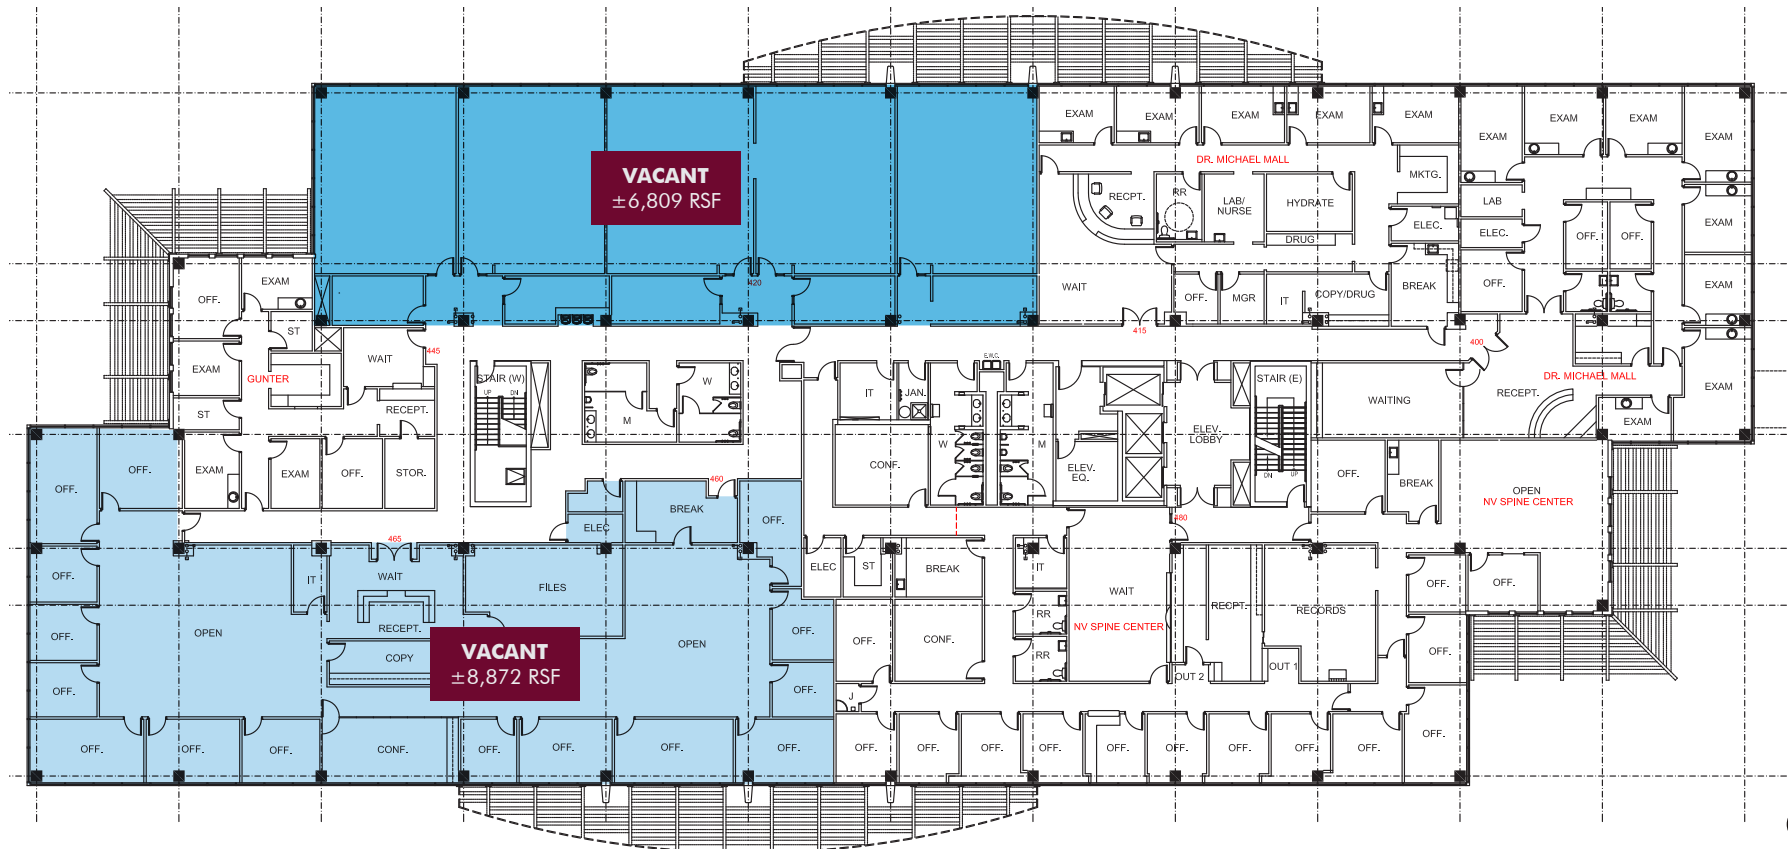 EXAM
EXAM
EXAM
EXAM
EXAM
EXAM
EXAM
EXAM
EXAM
DR. MICHAEL MALL
VACANT
±6,809 RSF
RECPT.
RR
LAB/
NURSE
HYDRATE
MKTG.
LAB
ELEC.
ELEC.
DRUG
EXAM
OFF.
OFF.
OFF.
EXAM
WAIT
OFF.
MGR
IT
COPY/DRUG
BREAK
OFF.
EXAM
420
415
400
ST
EXAM
GUNTER
WAIT
445
ST
RECEPT.
STAIR (W)
UP
DN
W
M
E.W.C.
IT
JAN.
W
M
CONF.
ELEV.
EQ.
ELEV.
LOBBY
STAIR (E)
DN
UP
WAITING
RECEPT.
DR. MICHAEL MALL
EXAM
EXAM
OFF.
OFF.
EXAM
EXAM
OFF.
STOR.
460
BREAK
OFF.
ELEC
465
480
OFF.
BREAK
OPEN
NV SPINE CENTER
OFF.
IT
WAIT
FILES
ELEC
ST
BREAK
IT
WAIT
RECPT.
RECORDS
OFF.
OFF.
OFF.
OPEN
RECEPT.
COPY
VACANT
±8,872 RSF
OPEN
OFF.
OFF.
CONF.
RR
RR
NV SPINE CENTER
OUT 1
OUT 2
OFF.
OFF.
OFF.
J
OFF.
OFF.
OFF.
CONF.
OFF.
OFF.
OFF.
OFF.
OFF.
OFF.
OFF.
OFF.
OFF.
OFF.
OFF.
OFF.
OFF.
OFF.